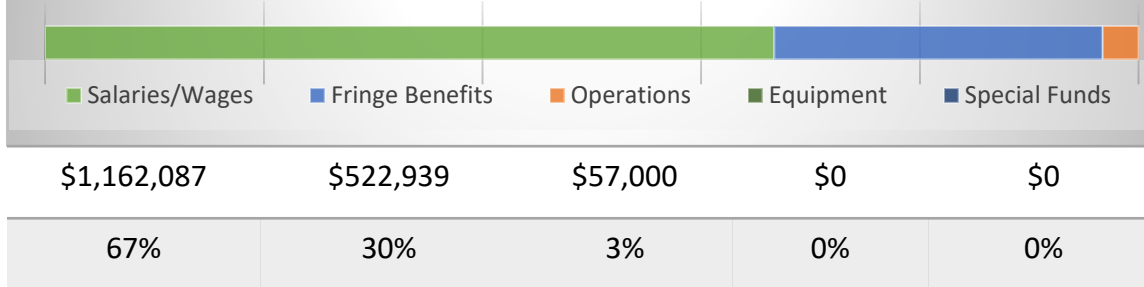 Salaries/Wages Fringe Benefits Operations Equipment Special Funds
$1,162,087 $522,939 $57,000 $0 $0
67% 30% 3% 0% 0%